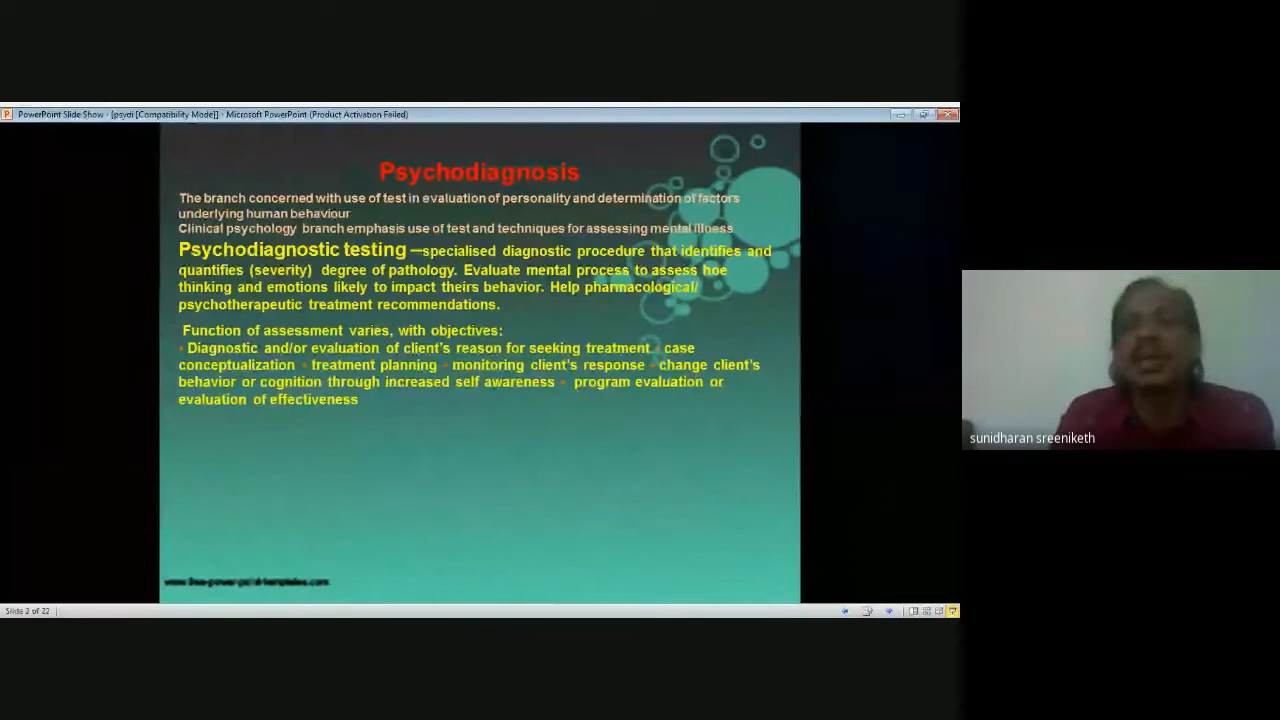 PowerPoint Slide Show - [psydi [Compatibility Mode]] - Microsoft PowerPoint (Product Activation Failed)
Psychodiagnosis
The branch concerned with use of test in evaluation of personality and determination of factors
underlying human behaviour
Clinical psychology branch emphasis use of test and techniques for assessing mental illness
Psychodiagnostic testing —specialised diagnostic procedure that identifies and
quantifies (severity) degree of pathology. Evaluate mental process to assess hoe
thinking and emotions likely to impact theirs behavior. Help pharmacological/
psychotherapeutic treatment recommendations.
Function of assessment varies, with objectives:
• Diagnostic and/or evaluation of client's reason for seeking treatment • case
conceptualization • treatment planning • monitoring client's response • change client's
behavior or cognition through increased self awareness • program evaluation or
evaluation of effectiveness
sunidharan sreeniketh
www.free-power-point-templates.com
Slide 2 of 22